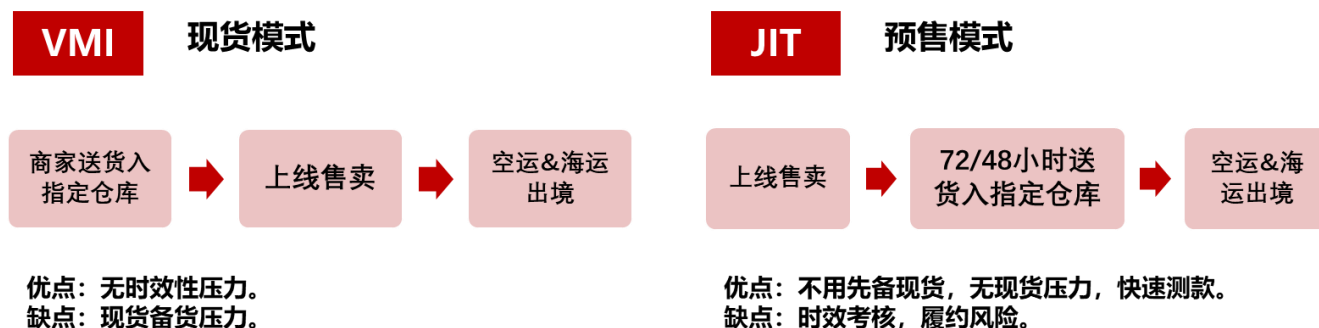 VMI 现货模式
商家送货入
指定仓库
上线售卖
空运&海运
出境
优点：无时效性压力。
缺点：现货备货压力。
JIT 预售模式
上线售卖
72/48小时送
货入指定仓库
空运&海
运出境
优点：不用先备现货，无现货压力，快速测款。
缺点：时效考核，履约风险。